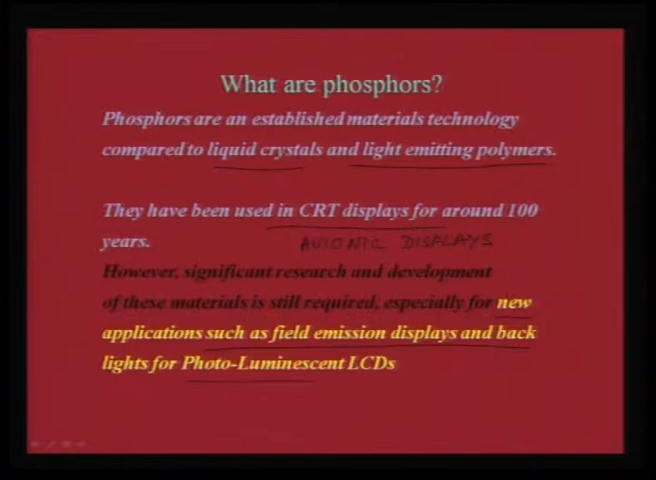 What are phosphors?
Phosphors are an established materials technology
compared to liquid crystals and light emitting polymers.
They have been used in CRT displays for around 100
years.
AVIONIC DISPLAYS
However, significant research and development
of these materials is still required, especially for new
applications such as field emission displays and back
lights for Photo-Luminescent LCDs